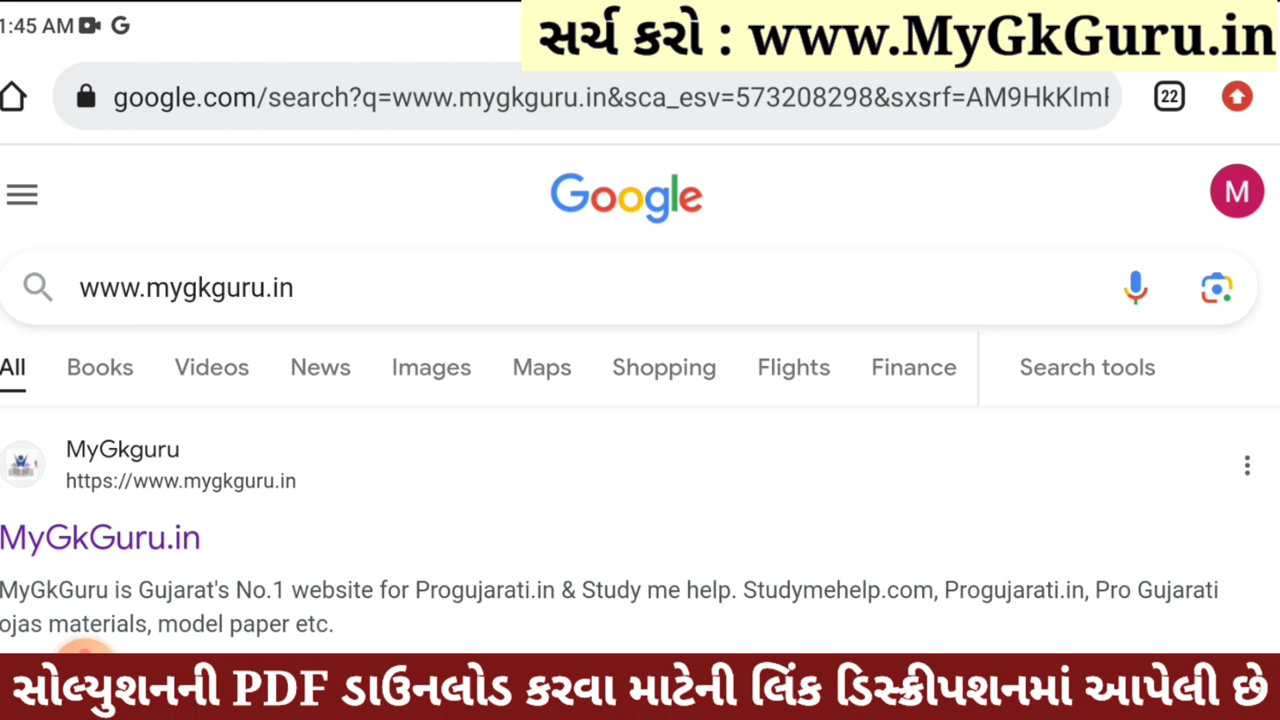 1:45 AM G
સર્ચ કરો : www.MyGkGuru.in
google.com/search?q=www.mygkguru.in&sca_esv=573208298&sxsrf=AM9HkKlm
22
Google
M
www.mygkguru.in
All Books Videos News Images Maps Shopping Flights Finance Search tools
MyGkguru
https://www.mygkguru.in
MyGkGuru.in
MyGkGuru is Gujarat's No.1 website for Progujarati.in & Study me help. Studymehelp.com, Progujarati.in, Pro Gujarati
ojas materials, model paper etc.
સોલ્યુશનની PDF ડાઉનલોડ કરવા માટેની લિંક ડિસ્ક્રીપશનમાં આપેલી છે